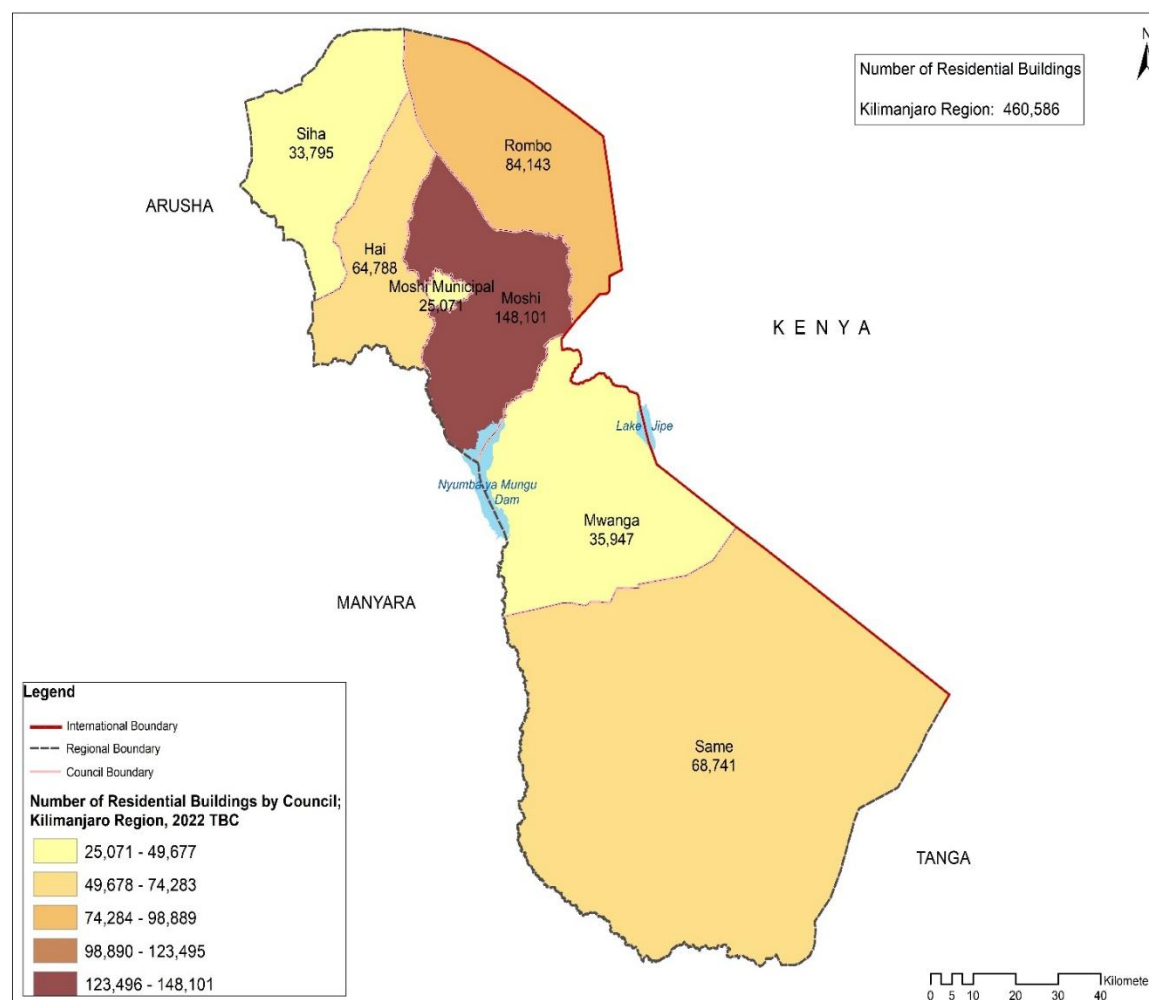 N
Number of Residential Buildings
Kilimanjaro Region: 460,586
Siha
33,795
Rombo
84,143
ARUSHA
Hai
64,788
Moshi Municipal
25,071
Moshi
148,101
KENYA
Lake Jipe
Nyumba ya Mungu
Dam
Mwanga
35,947
MANYARA
Same
68,741
TANGA
Legend
International Boundary
Regional Boundary
Council Boundary
Number of Residential Buildings by Council;
Kilimanjaro Region, 2022 TBC
25,071 - 49,677
49,678 - 74,283
74,284 - 98,889
98,890 - 123,495
123,496 - 148,101
Kilomete
0 5 10 20 30 40